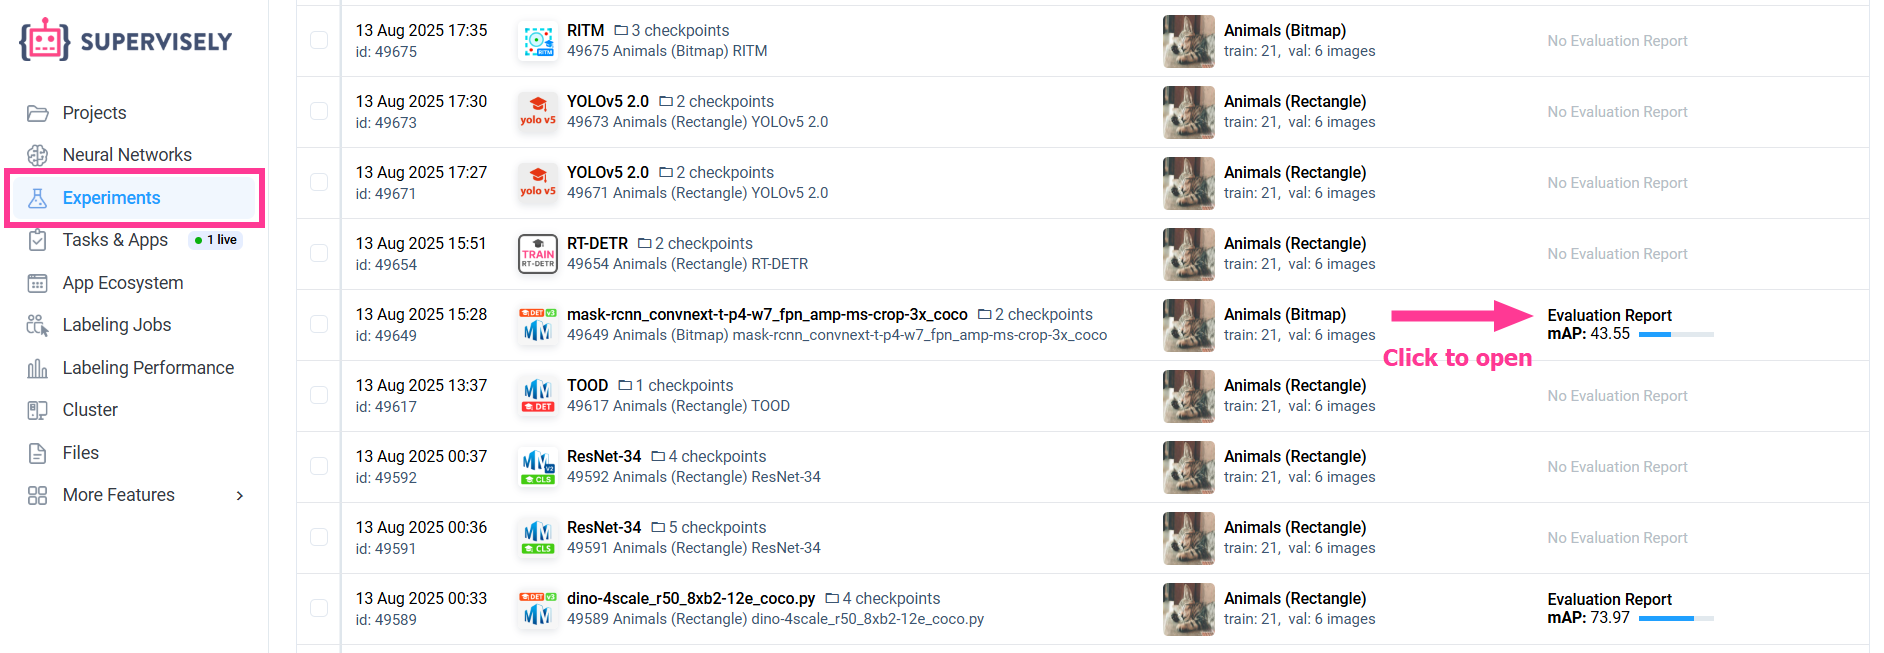 SUPERVISELY
Projects
Neural Networks
Experiments
Tasks & Apps 1 live
App Ecosystem
Labeling Jobs
Labeling Performance
Cluster
Files
More Features
13 Aug 2025 17:35
id: 49675
RITM
RITM 3 checkpoints
49675 Animals (Bitmap) RITM
Animals (Bitmap)
train: 21, val: 6 images
No Evaluation Report
13 Aug 2025 17:30
id: 49673
yolo v5
YOLOv5 2.0 2 checkpoints
49673 Animals (Rectangle) YOLOv5 2.0
Animals (Rectangle)
train: 21, val: 6 images
No Evaluation Report
13 Aug 2025 17:27
id: 49671
yolo v5
YOLOv5 2.0 2 checkpoints
49671 Animals (Rectangle) YOLOv5 2.0
Animals (Rectangle)
train: 21, val: 6 images
No Evaluation Report
13 Aug 2025 15:51
id: 49654
TRAIN
RT-DETR
RT-DETR 2 checkpoints
49654 Animals (Rectangle) RT-DETR
Animals (Rectangle)
train: 21, val: 6 images
No Evaluation Report
13 Aug 2025 15:28
id: 49649
DET v3
mask-rcnn_convnext-t-p4-w7_fpn_amp-ms-crop-3x_coco 2 checkpoints
49649 Animals (Bitmap) mask-rcnn_convnext-t-p4-w7_fpn_amp-ms-crop-3x_coco
Animals (Bitmap)
train: 21, val: 6 images
Click to open
Evaluation Report
mAP: 43.55
13 Aug 2025 13:37
id: 49617
DET
TOOD 1 checkpoints
49617 Animals (Rectangle) TOOD
Animals (Rectangle)
train: 21, val: 6 images
No Evaluation Report
13 Aug 2025 00:37
id: 49592
V2
CLS
ResNet-34 4 checkpoints
49592 Animals (Rectangle) ResNet-34
Animals (Rectangle)
train: 21, val: 6 images
No Evaluation Report
13 Aug 2025 00:36
id: 49591
CLS
ResNet-34 5 checkpoints
49591 Animals (Rectangle) ResNet-34
Animals (Rectangle)
train: 21, val: 6 images
No Evaluation Report
13 Aug 2025 00:33
id: 49589
DET v3
dino-4scale_r50_8xb2-12e_coco.py 4 checkpoints
49589 Animals (Rectangle) dino-4scale_r50_8xb2-12e_coco.py
Animals (Rectangle)
train: 21, val: 6 images
Evaluation Report
mAP: 73.97